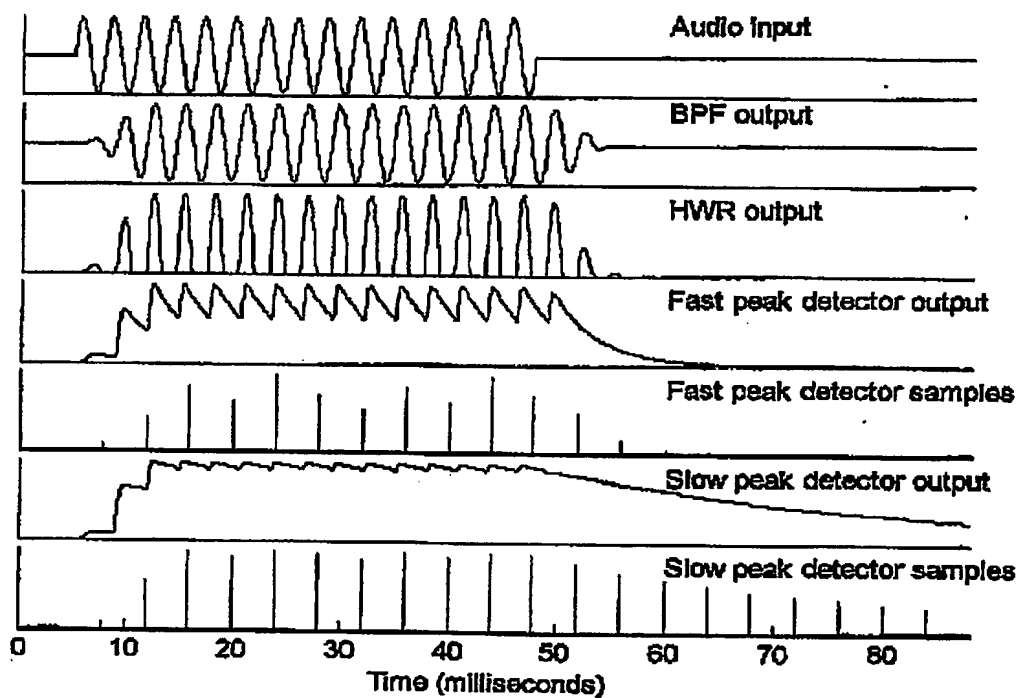 Audio input
BPF output
HWR output
Fast peak detector output
Fast peak detector samples
Slow peak detector output
Slow peak detector samples
0 10 20 30 40 50 60 70 80
Time (milliseconds)